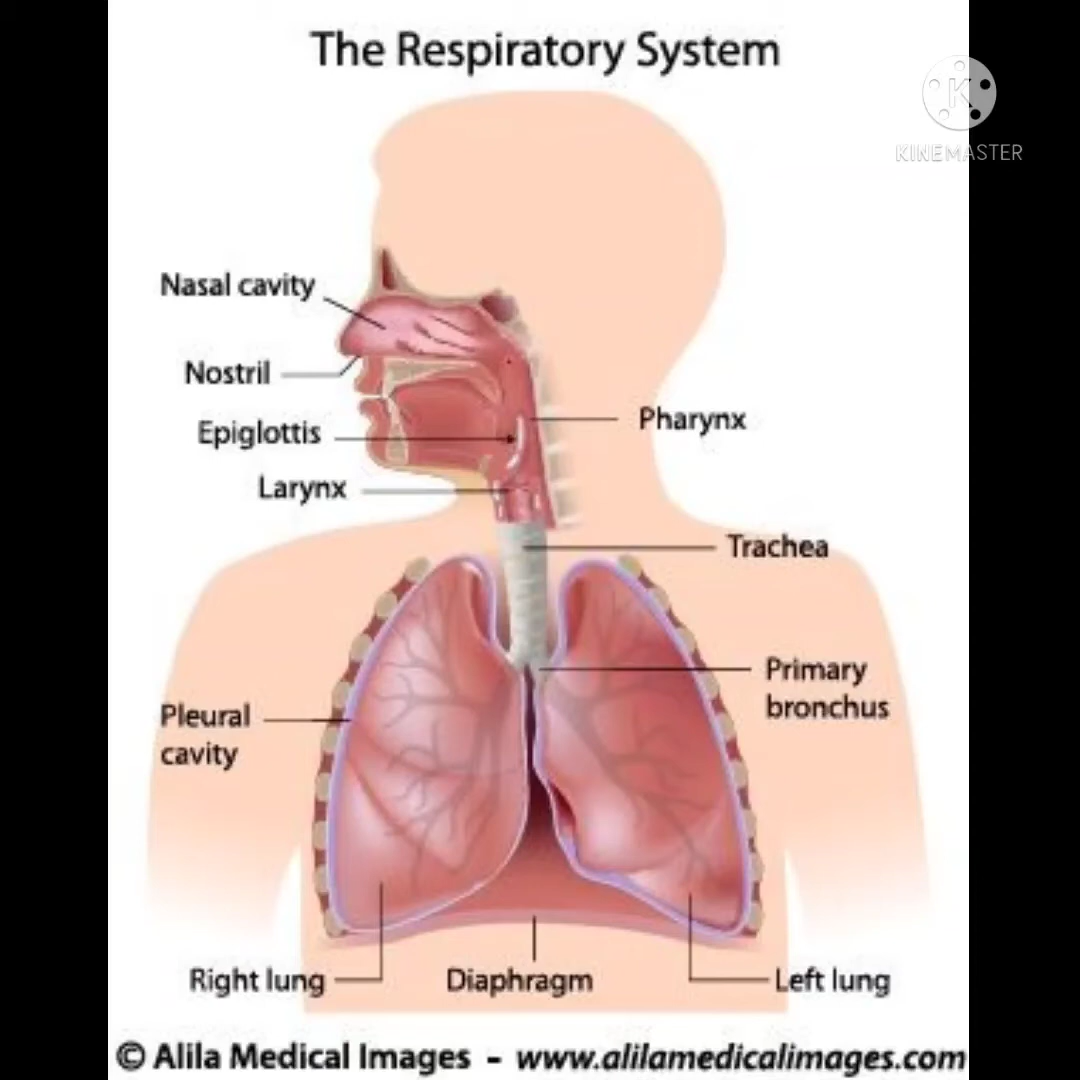 The Respiratory System
KINEMASTER
Nasal cavity
Nostril
Epiglottis
Pharynx
Larynx
Trachea
Primary
bronchus
Pleural
cavity
Right lung
Diaphragm
Left lung
© Alila Medical Images - www.alilamedicalimages.com